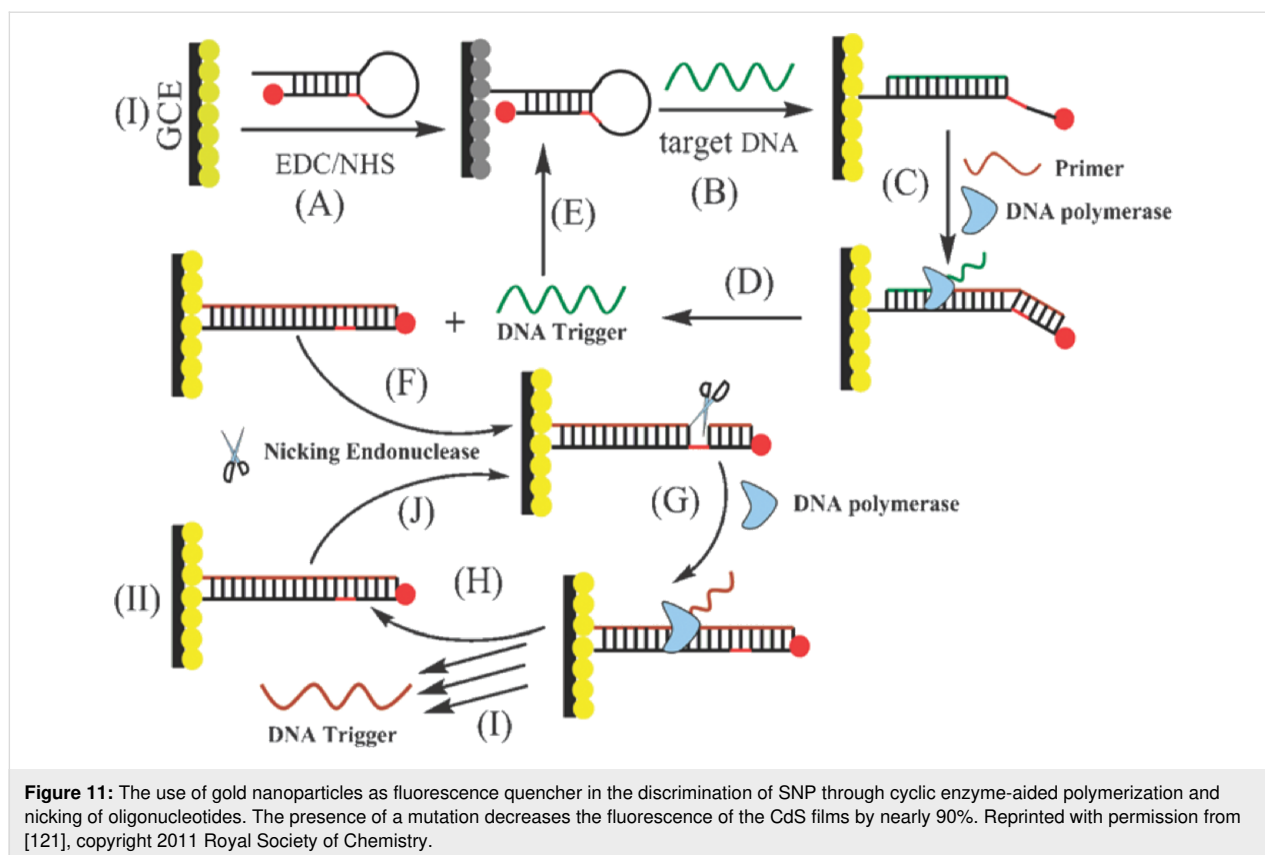 (I)
GCE
EDC/NHS
(A)
target DNA
(B)
(C)
Primer
DNA polymerase
(E)
(D)
+
DNA Trigger
(F)
Nicking Endonuclease
(J)
(G)
DNA polymerase
(II)
(H)
DNA Trigger
(I)
Figure 11: The use of gold nanoparticles as fluorescence quencher in the discrimination of SNP through cyclic enzyme-aided polymerization and
nicking of oligonucleotides. The presence of a mutation decreases the fluorescence of the CdS films by nearly 90%. Reprinted with permission from
[121], copyright 2011 Royal Society of Chemistry.